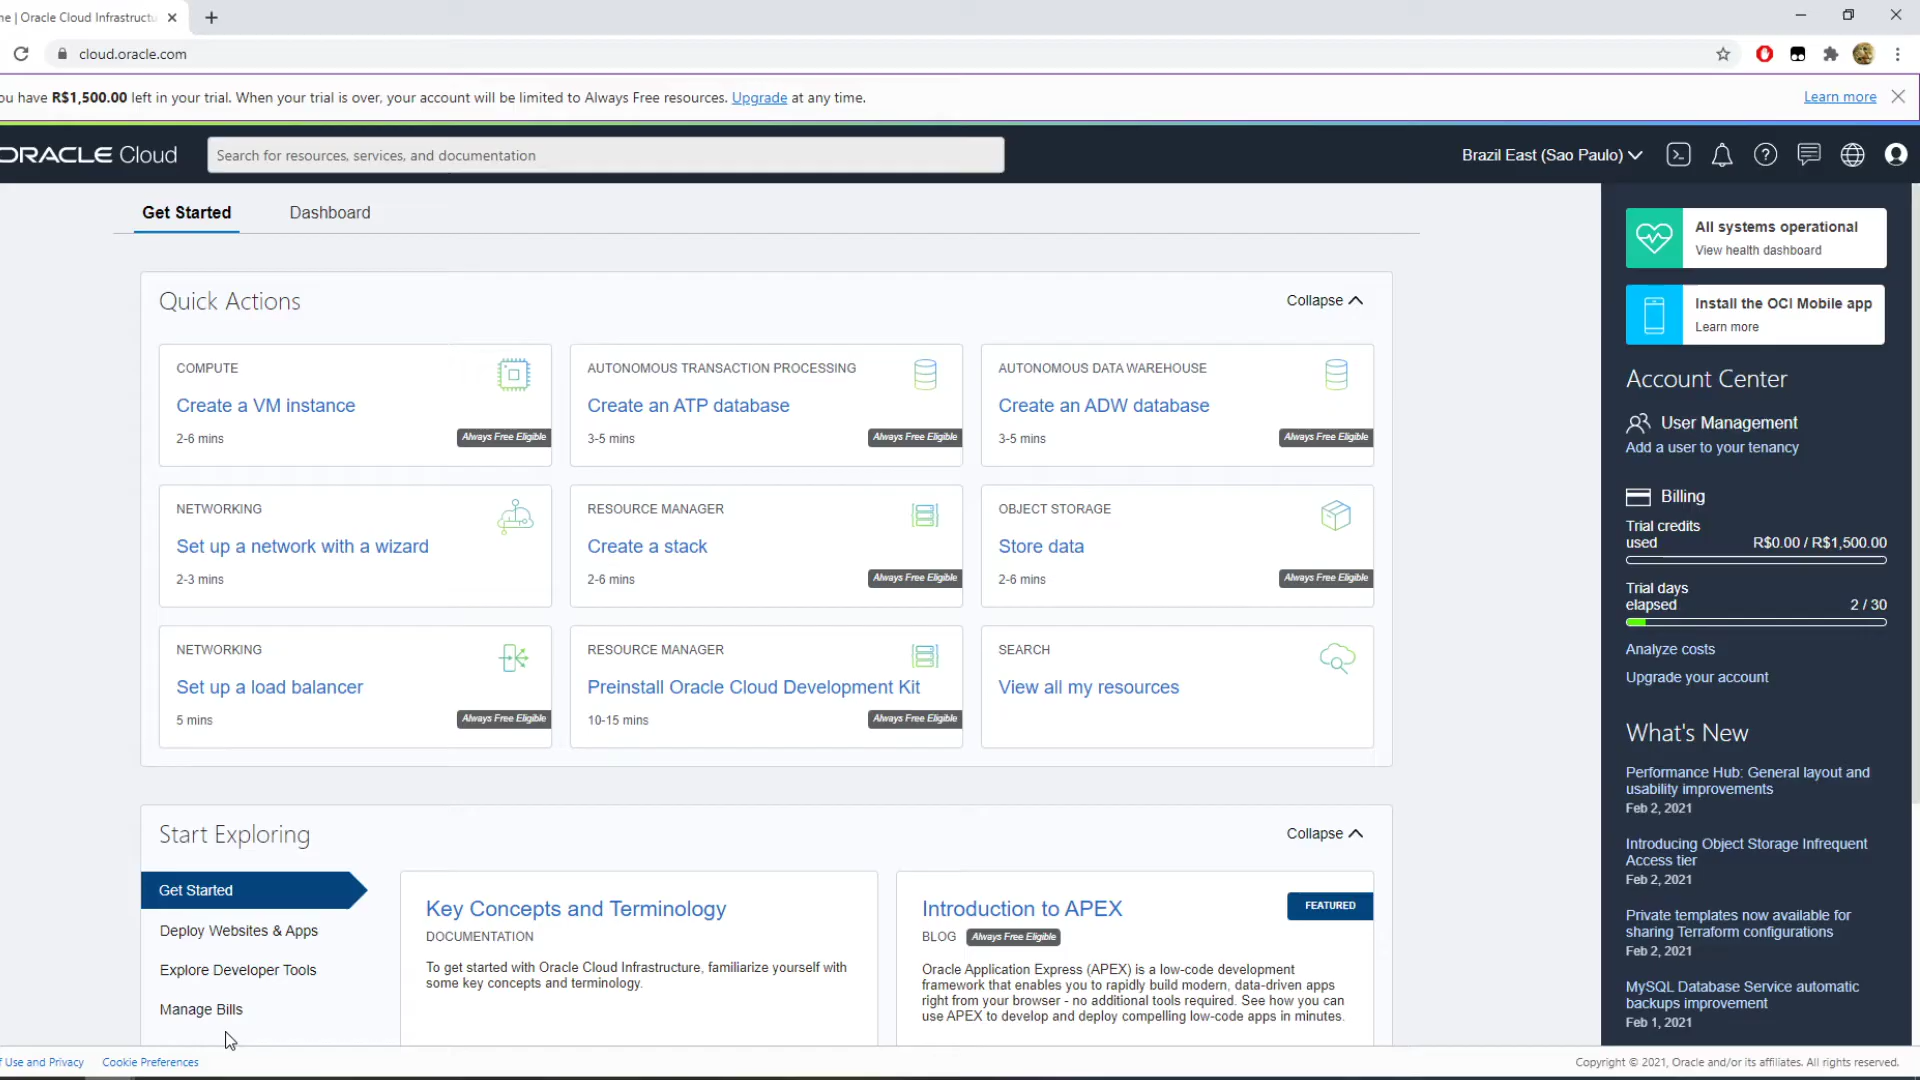 Oracle Cloud Infrastructu
cloud.oracle.com
ou have R$1,500.00 left in your trial. When your trial is over, your account will be limited to Always Free resources. Upgrade at any time.
Learn more
ORACLE Cloud
Search for resources, services, and documentation
Brazil East (Sao Paulo)
Get Started
Dashboard
All systems operational
View health dashboard
Install the OCI Mobile app
Learn more
Quick Actions
Collapse
COMPUTE
Create a VM instance
2-6 mins
Always Free Eligible
AUTONOMOUS TRANSACTION PROCESSING
Create an ATP database
3-5 mins
Always Free Eligible
AUTONOMOUS DATA WAREHOUSE
Create an ADW database
3-5 mins
Always Free Eligible
NETWORKING
Set up a network with a wizard
2-3 mins
RESOURCE MANAGER
Create a stack
2-6 mins
Always Free Eligible
OBJECT STORAGE
Store data
2-6 mins
Always Free Eligible
NETWORKING
Set up a load balancer
5 mins
Always Free Eligible
RESOURCE MANAGER
Preinstall Oracle Cloud Development Kit
10-15 mins
Always Free Eligible
SEARCH
View all my resources
Account Center
User Management
Add a user to your tenancy
Billing
Trial credits
used
R$0.00 / R$1,500.00
Trial days
elapsed
2 / 30
Analyze costs
Upgrade your account
What's New
Performance Hub: General layout and
usability improvements
Feb 2, 2021
Introducing Object Storage Infrequent
Access tier
Feb 2, 2021
Private templates now available for
sharing Terraform configurations
Feb 2, 2021
MySQL Database Service automatic
backups improvement
Feb 1, 2021
Start Exploring
Collapse
Get Started
Deploy Websites & Apps
Explore Developer Tools
Manage Bills
Key Concepts and Terminology
DOCUMENTATION
To get started with Oracle Cloud Infrastructure, familiarize yourself with
some key concepts and terminology.
Introduction to APEX
FEATURED
BLOG
Always Free Eligible
Oracle Application Express (APEX) is a low-code development
framework that enables you to rapidly build modern, data-driven apps
right from your browser - no additional tools required. See how you can
use APEX to develop and deploy compelling low-code apps in minutes.
f Use and Privacy
Cookie Preferences
Copyright © 2021, Oracle and/or its affiliates. All rights reserved.